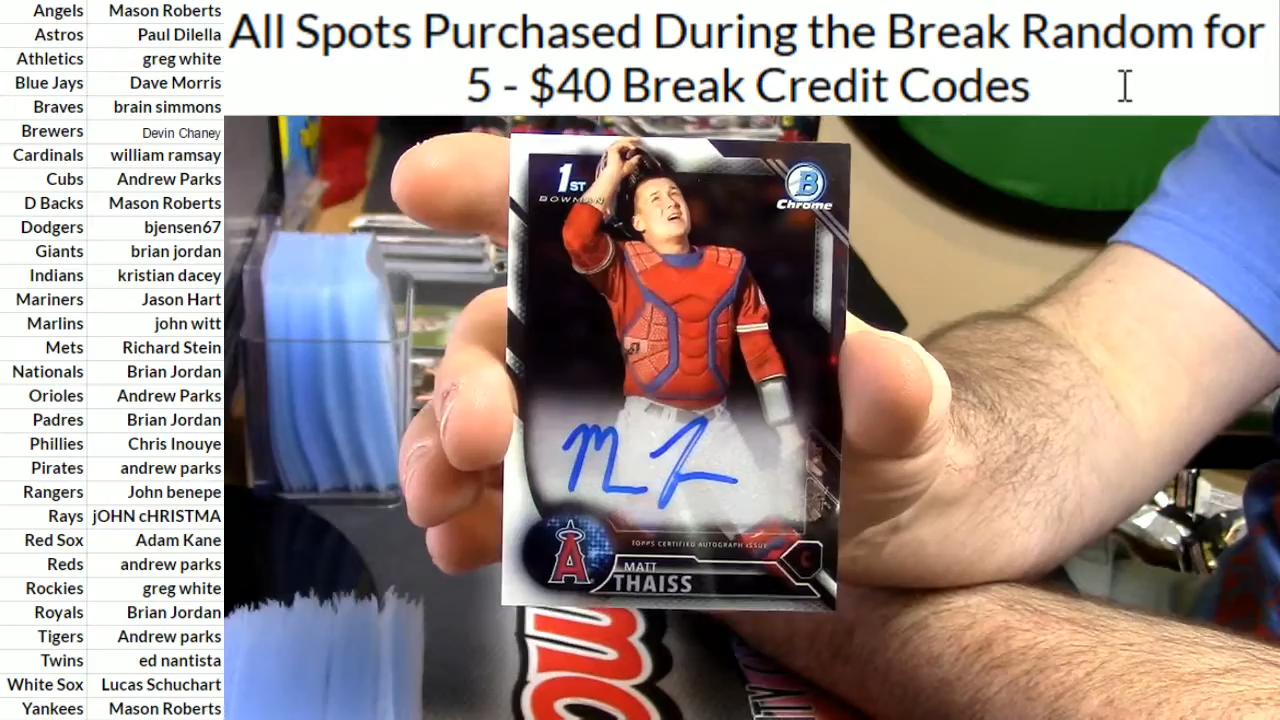 Angels Mason Roberts
Astros Paul Dilella
Athletics greg white
Blue Jays Dave Morris
Braves brain simmons
Brewers Devin Chaney
Cardinals william ramsay
Cubs Andrew Parks
D Backs Mason Roberts
Dodgers bjensen67
Giants brian jordan
Indians kristian dacey
Mariners Jason Hart
Marlins john witt
Mets Richard Stein
Nationals Brian Jordan
Orioles Andrew Parks
Padres Brian Jordan
Phillies Chris Inouye
Pirates andrew parks
Rangers John benepe
Rays jOHN cHRISTMA
Red Sox Adam Kane
Reds andrew parks
Rockies greg white
Royals Brian Jordan
Tigers Andrew parks
Twins ed nantista
White Sox Lucas Schuchart
Yankees Mason Roberts
All Spots Purchased During the Break Random for
5 - $40 Break Credit Codes
1ST
BOWMAN
B
Chrome
A
TOPPS CERTIFIED AUTOGRAPH ISSUE
MATT
THAISS
C